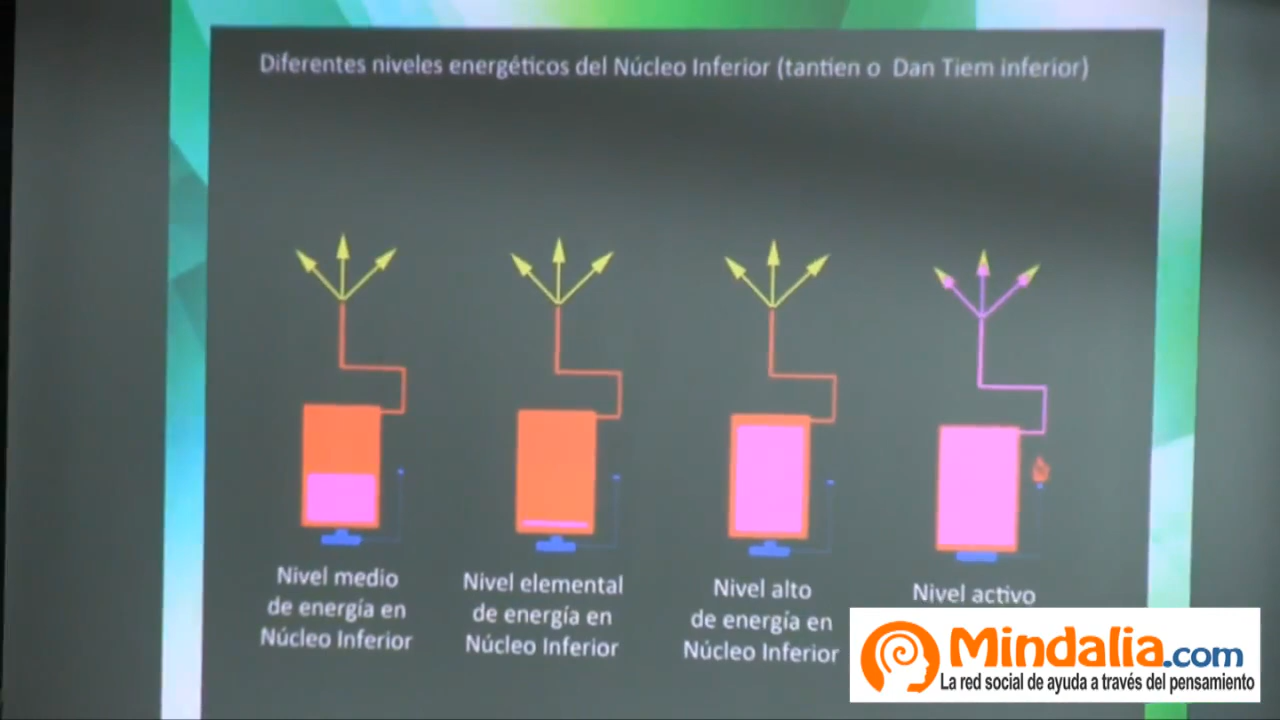 Diferentes niveles energéticos del Núcleo Inferior (tantien o Dan Tiem inferior)
Nivel medio
de energía en
Núcleo Inferior
Nivel elemental
de energía en
Núcleo Inferior
Nivel alto
de energía en
Núcleo Inferior
Nivel activo
Mindalia.com
La red social de ayuda a través del pensamiento